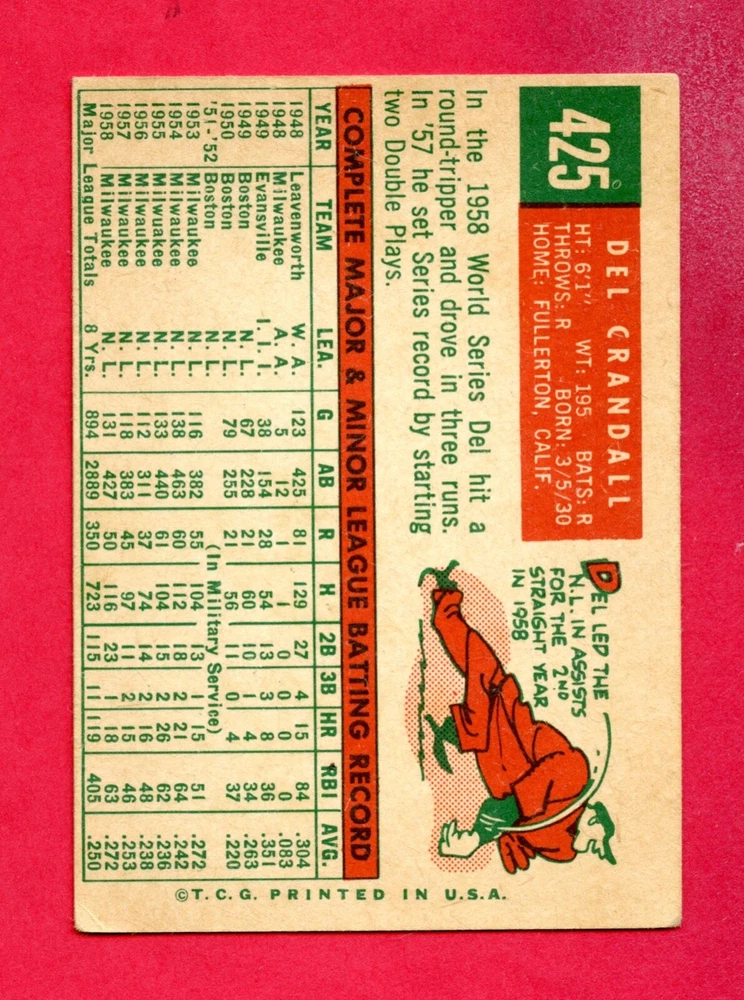 425
DEL CRANDALL
HT: 6'1" WT: 195 BATS: R
THROWS: R BORN: 3/5/30
HOME: FULLERTON, CALIF.
In the 1958 World Series Del hit a
round-tripper and drove in three runs.
In '57 he set Series record by starting
two Double Plays.
DEL LED THE
N.L. IN ASSISTS
FOR THE 2ND
STRAIGHT YEAR
IN 1958
COMPLETE MAJOR & MINOR LEAGUE BATTING RECORD
YEAR TEAM LEA. G AB R H 2B 3B HR RBI AVG.
1948 Leavenworth W. A. 123 425 81 129 27 4 15 84 .304
1948 Milwaukee A. A. 5 12 1 1 0 0 0 0 .083
1949 Evansville I. I. I. 38 154 28 54 13 3 8 36 .351
1949 Boston N. L. 67 228 21 60 10 1 4 34 .263
1950 Boston N. L. 79 255 21 56 11 0 4 37 .220
'51-'52 Boston N. L. (In Military Service)
1953 Milwaukee N. L. 116 382 55 104 13 1 15 51 .272
1954 Milwaukee N. L. 138 463 60 112 18 2 21 64 .242
1955 Milwaukee N. L. 133 440 61 104 15 2 26 62 .236
1956 Milwaukee N. L. 112 311 37 74 14 2 16 48 .238
1957 Milwaukee N. L. 118 383 45 97 11 2 15 46 .253
1958 Milwaukee N. L. 131 427 50 116 23 1 18 63 .272
Major League Totals 8 Yrs. 894 2889 350 723 115 11 119 405 .250
©T.C.G. PRINTED IN U.S.A.